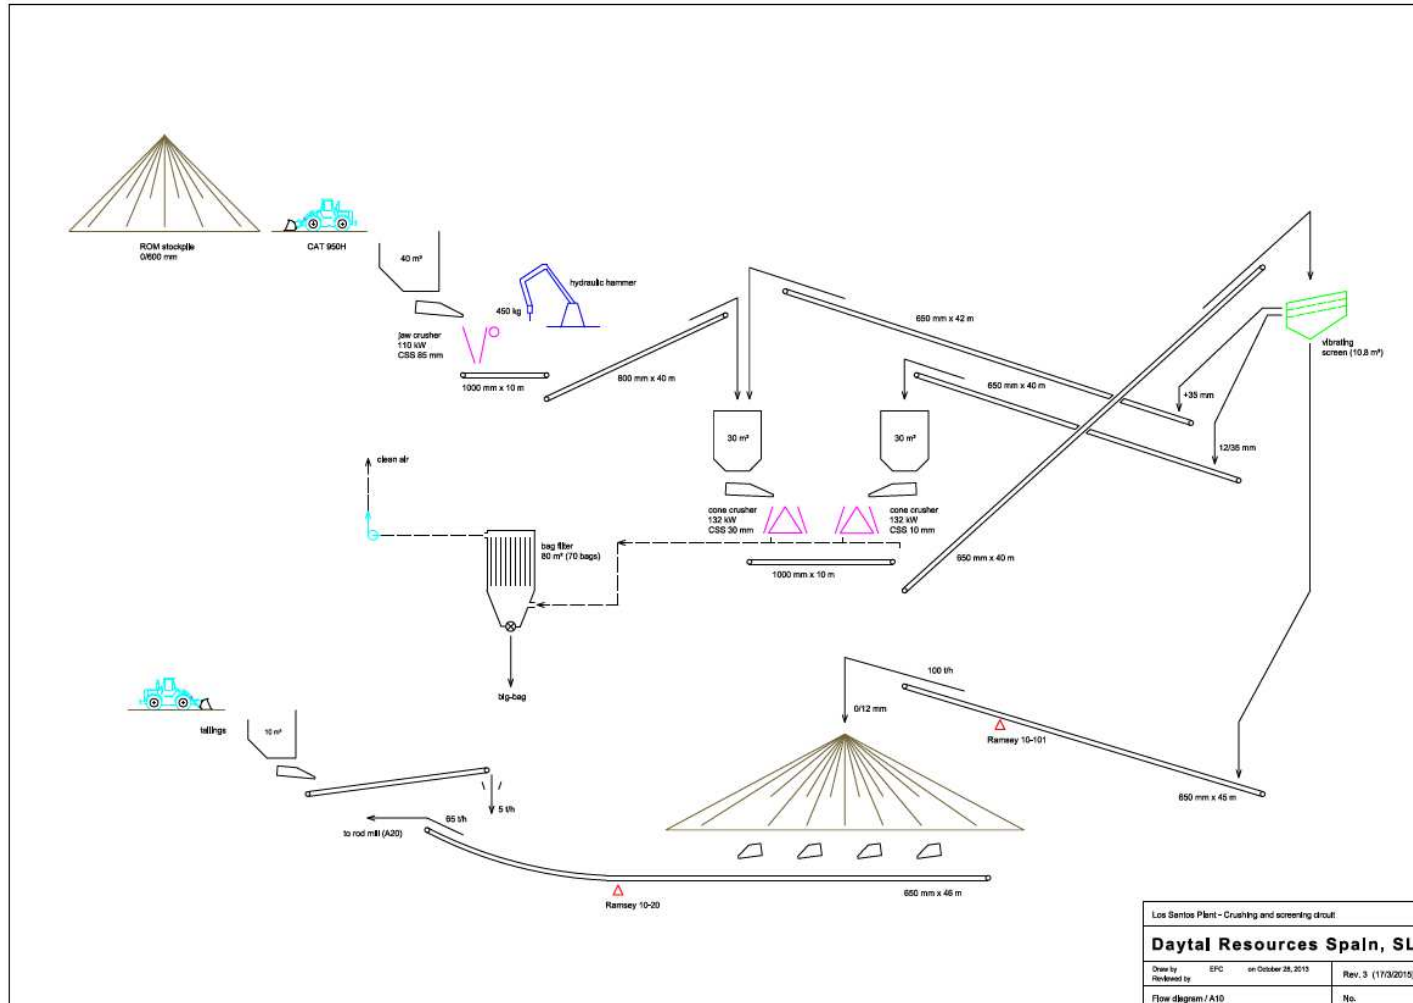 ROM stockpile
0/600 mm
CAT 950H
40 m³
hydraulic hammer
450 kg
jaw crusher
110 kW
CSS 85 mm
1000 mm x 10 m
800 mm x 40 m
650 mm x 42 m
650 mm x 40 m
vibrating
screen (10.8 m²)
+35 mm
12/35 mm
30 m³
30 m³
clean air
cone crusher
132 kW
CSS 30 mm
cone crusher
132 kW
CSS 10 mm
bag filter
80 m² (70 bags)
1000 mm x 10 m
650 mm x 40 m
big-bag
100 t/h
0/12 mm
Ramsey 10-101
650 mm x 45 m
tailings
10 m³
5 t/h
65 t/h
to rod mill (A20)
650 mm x 46 m
Ramsey 10-20
Los Santos Plant - Crushing and screening circuit
Daytal Resources Spain, SL
Draw by EFC on October 28, 2013
Reviewed by
Rev. 3 (17/3/2015)
Flow diagram / A10
No.